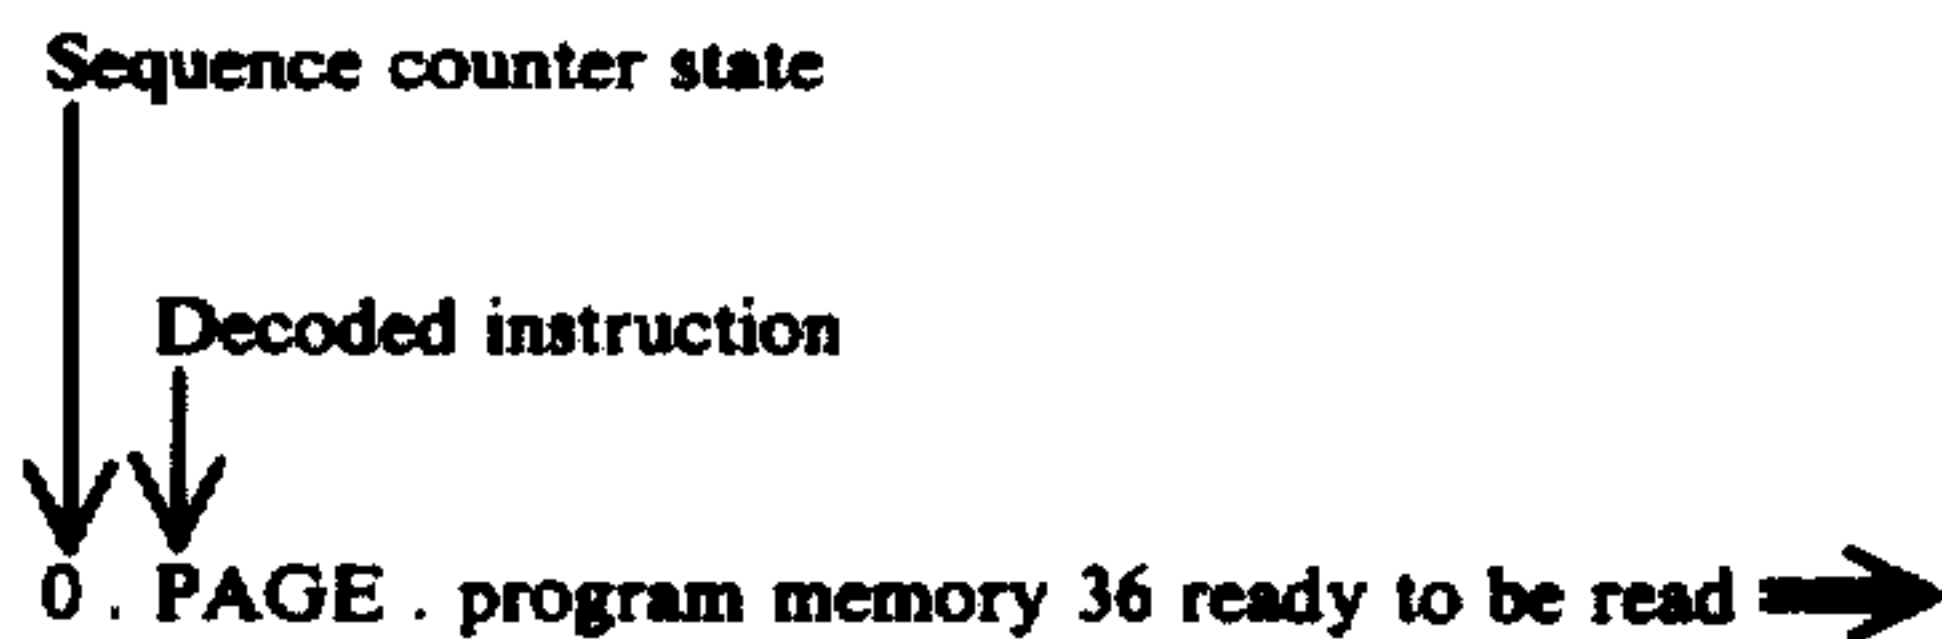 Sequence counter state
Decoded instruction
0 . PAGE . program memory 36 ready to be read